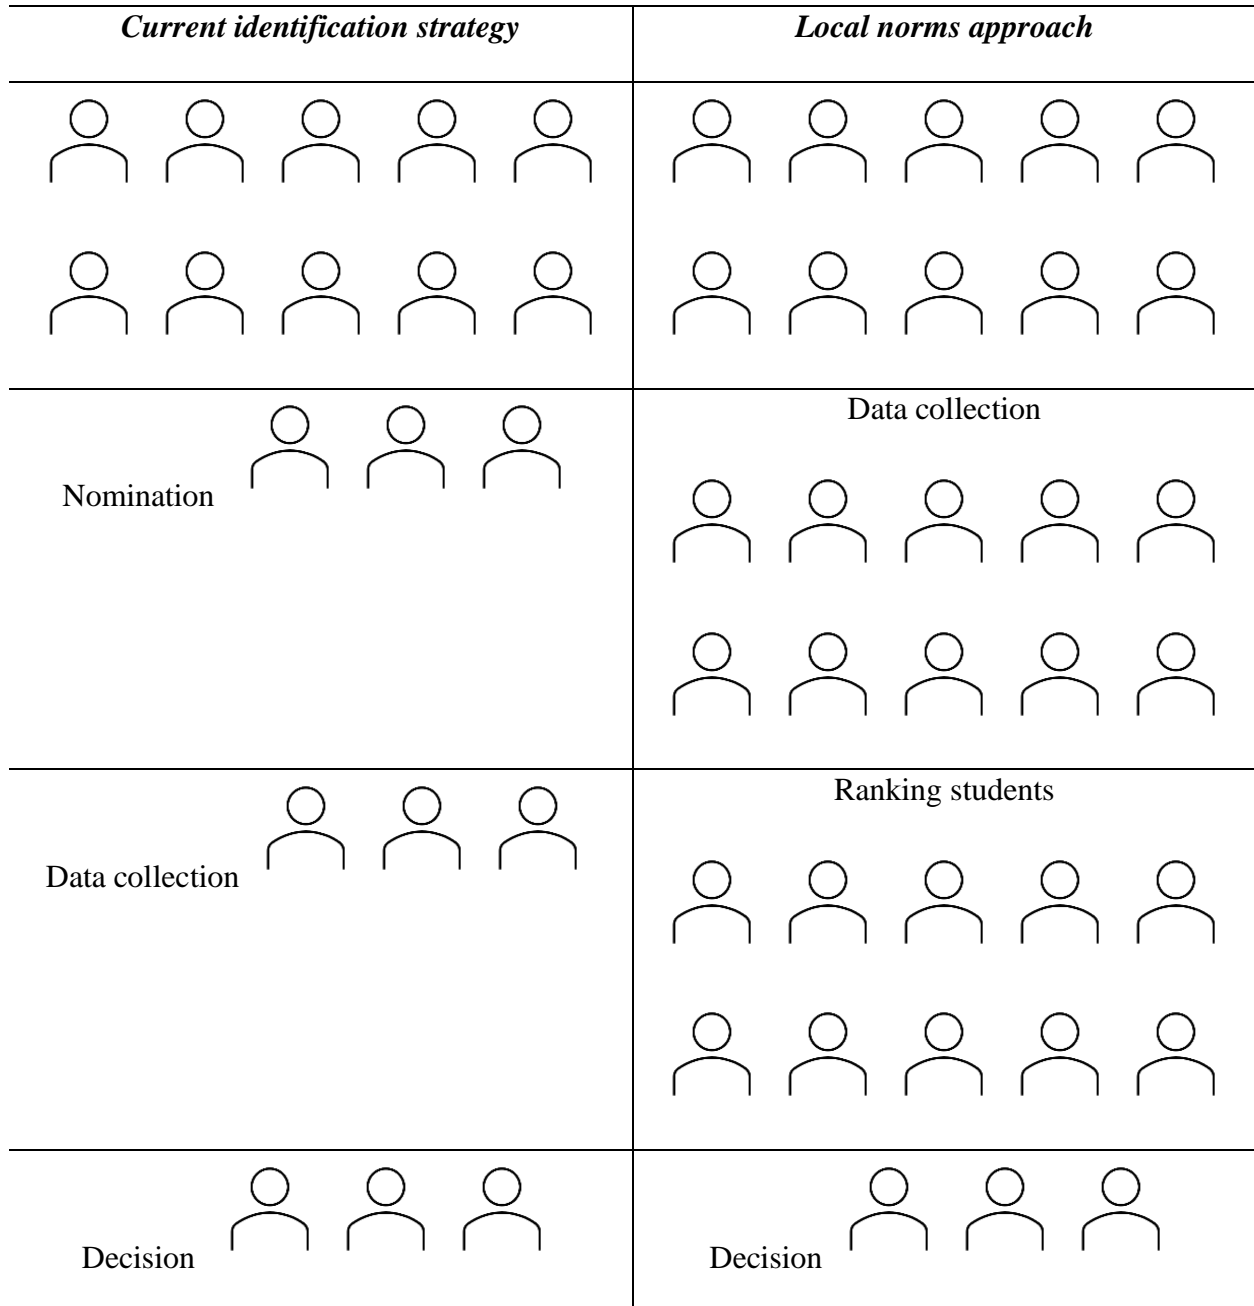 Current identification strategy
Local norms approach
Nomination
Data collection
Data collection
Ranking students
Decision
Decision